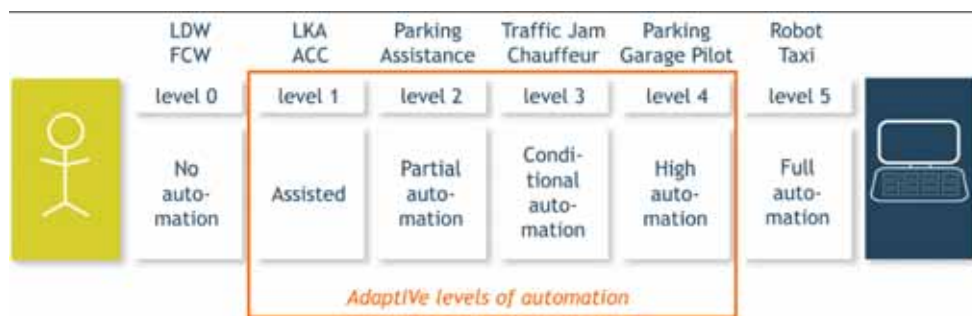 LDW
FCW
LKA
ACC
Parking
Assistance
Traffic Jam
Chauffeur
Parking
Garage Pilot
Robot
Taxi
level 0
level 1
level 2
level 3
level 4
level 5
No
auto-
mation
Assisted
Partial
auto-
mation
Condi-
tional
auto-
mation
High
auto-
mation
Full
auto-
mation
AdaptIVe levels of automation